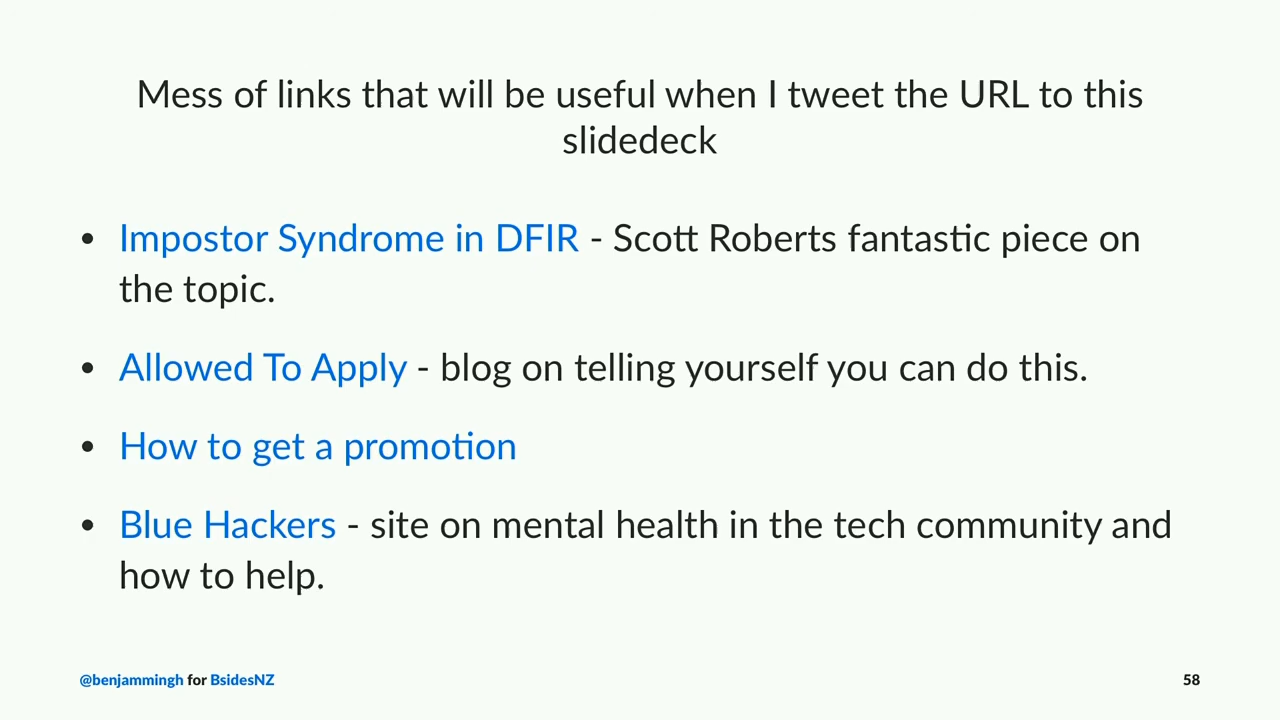 Mess of links that will be useful when I tweet the URL to this
slidedeck
• Impostor Syndrome in DFIR - Scott Roberts fantastic piece on
the topic.
• Allowed To Apply - blog on telling yourself you can do this.
• How to get a promotion
• Blue Hackers - site on mental health in the tech community and
how to help.
@benjammingh for BsidesNZ
58